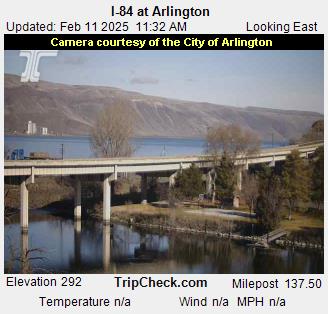 I-84 at Arlington
Updated: Feb 11 2025 11:32 AM Looking East
Camera courtesy of the City of Arlington
Elevation 292 TripCheck.com Milepost 137.50
Temperature n/a Wind n/a MPH n/a